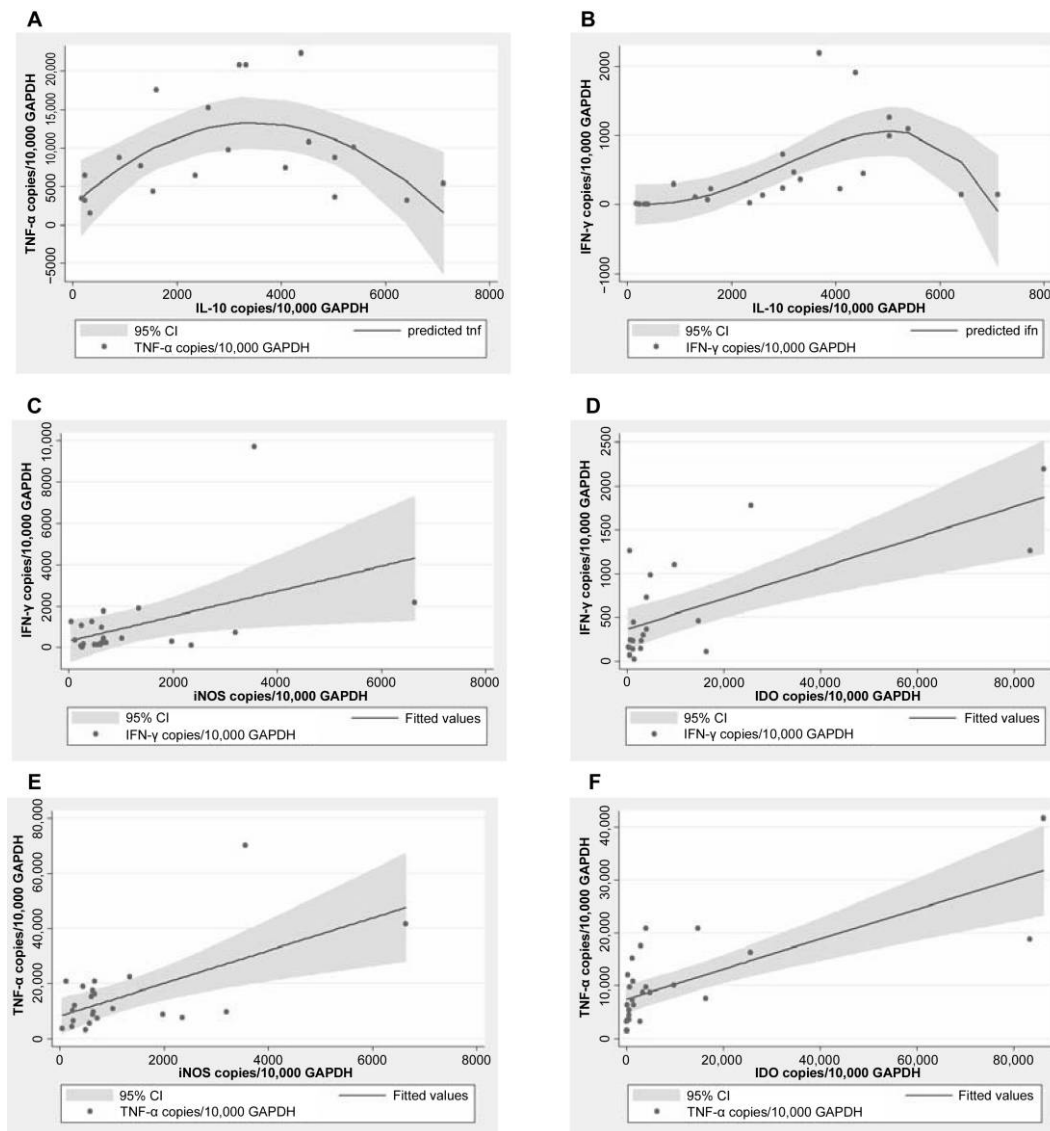 A
TNF-α copies/10,000 GAPDH
20,000
15,000
10,000
5000
0
−5000
0 2000 4000 6000 8000
IL-10 copies/10,000 GAPDH
95% CI predicted tnf
TNF-α copies/10,000 GAPDH
B
IFN-γ copies/10,000 GAPDH
2000
1000
0
−1000
0 2000 4000 6000 8000
IL-10 copies/10,000 GAPDH
95% CI predicted ifn
IFN-γ copies/10,000 GAPDH
C
IFN-γ copies/10,000 GAPDH
10,000
8000
6000
4000
2000
0
0 2000 4000 6000 8000
iNOS copies/10,000 GAPDH
95% CI Fitted values
IFN-γ copies/10,000 GAPDH
D
IFN-γ copies/10,000 GAPDH
2500
2000
1500
1000
500
0
0 20,000 40,000 60,000 80,000
IDO copies/10,000 GAPDH
95% CI Fitted values
IFN-γ copies/10,000 GAPDH
E
TNF-α copies/10,000 GAPDH
80,000
60,000
40,000
20,000
0
0 2000 4000 6000 8000
iNOS copies/10,000 GAPDH
95% CI Fitted values
TNF-α copies/10,000 GAPDH
F
TNF-α copies/10,000 GAPDH
40,000
30,000
20,000
10,000
0
0 20,000 40,000 60,000 80,000
IDO copies/10,000 GAPDH
95% CI Fitted values
TNF-α copies/10,000 GAPDH